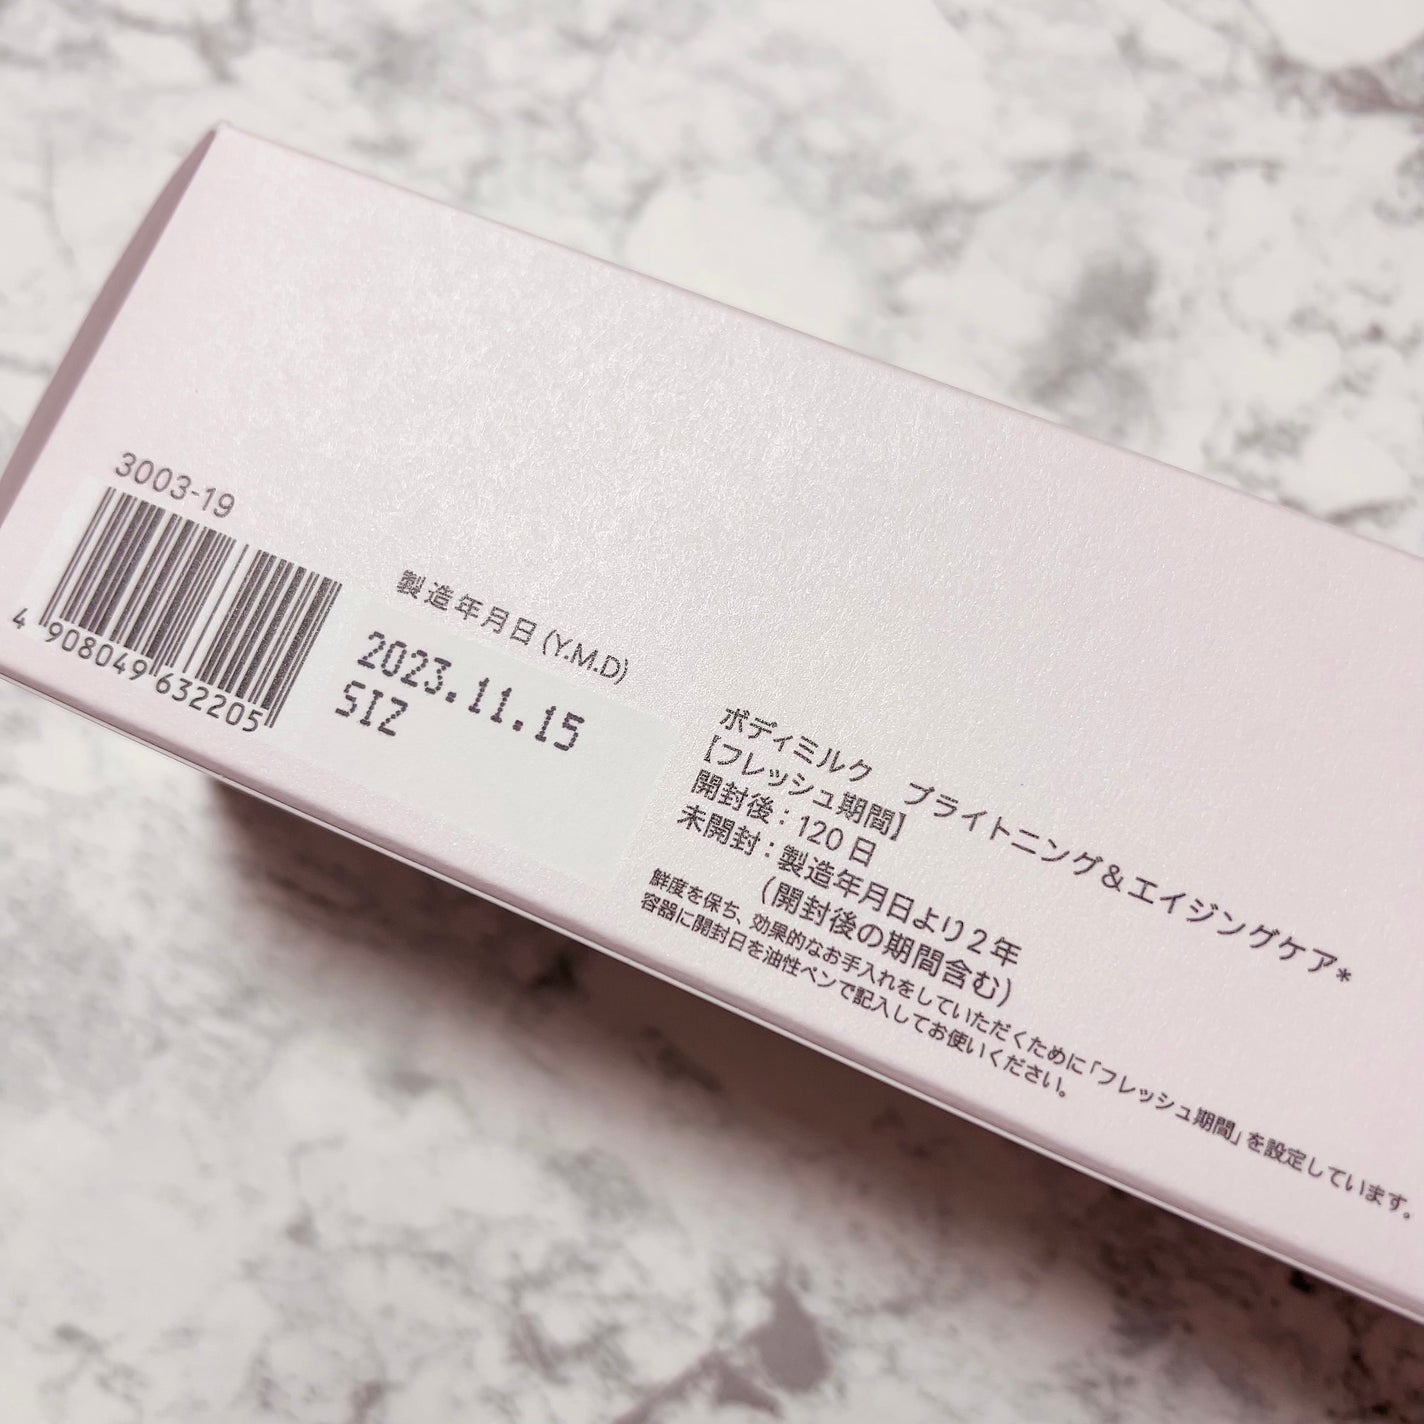 3003-19
4 908049 632205
製造年月日 (Y.M.D)
2023.11.15
SIZ
ボディミルク　ブライトニング＆エイジングケア*
【フレッシュ期間】
開封後：120日
未開封：製造年月日より2年
（開封後の期間含む）
鮮度を保ち、効果的なお手入れをしていただくために「フレッシュ期間」を設定しています。
容器に開封日を油性ペンで記入してお使いください。